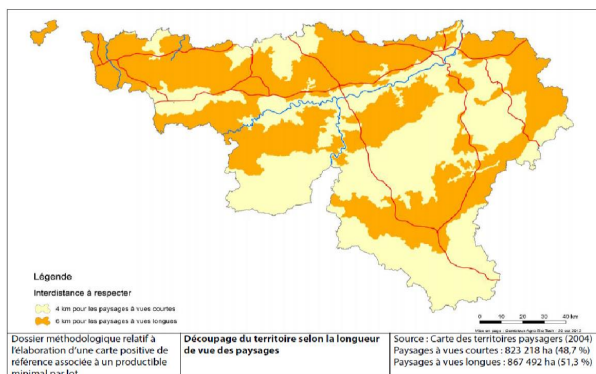 Légende
Interdistance à respecter
4 km pour les paysages à vues courtes
6 km pour les paysages à vues longues
0 10 20 30 40
km
Dossier méthodologique relatif à
l'élaboration d'une carte positive de
référence associée à un productible
minimal par lot
Découpage du territoire selon la longueur
de vue des paysages
Source : Carte des territoires paysagers (2004)
Paysages à vues courtes : 823 218 ha (48,7 %)
Paysages à vues longues : 867 492 ha (51,3 %)